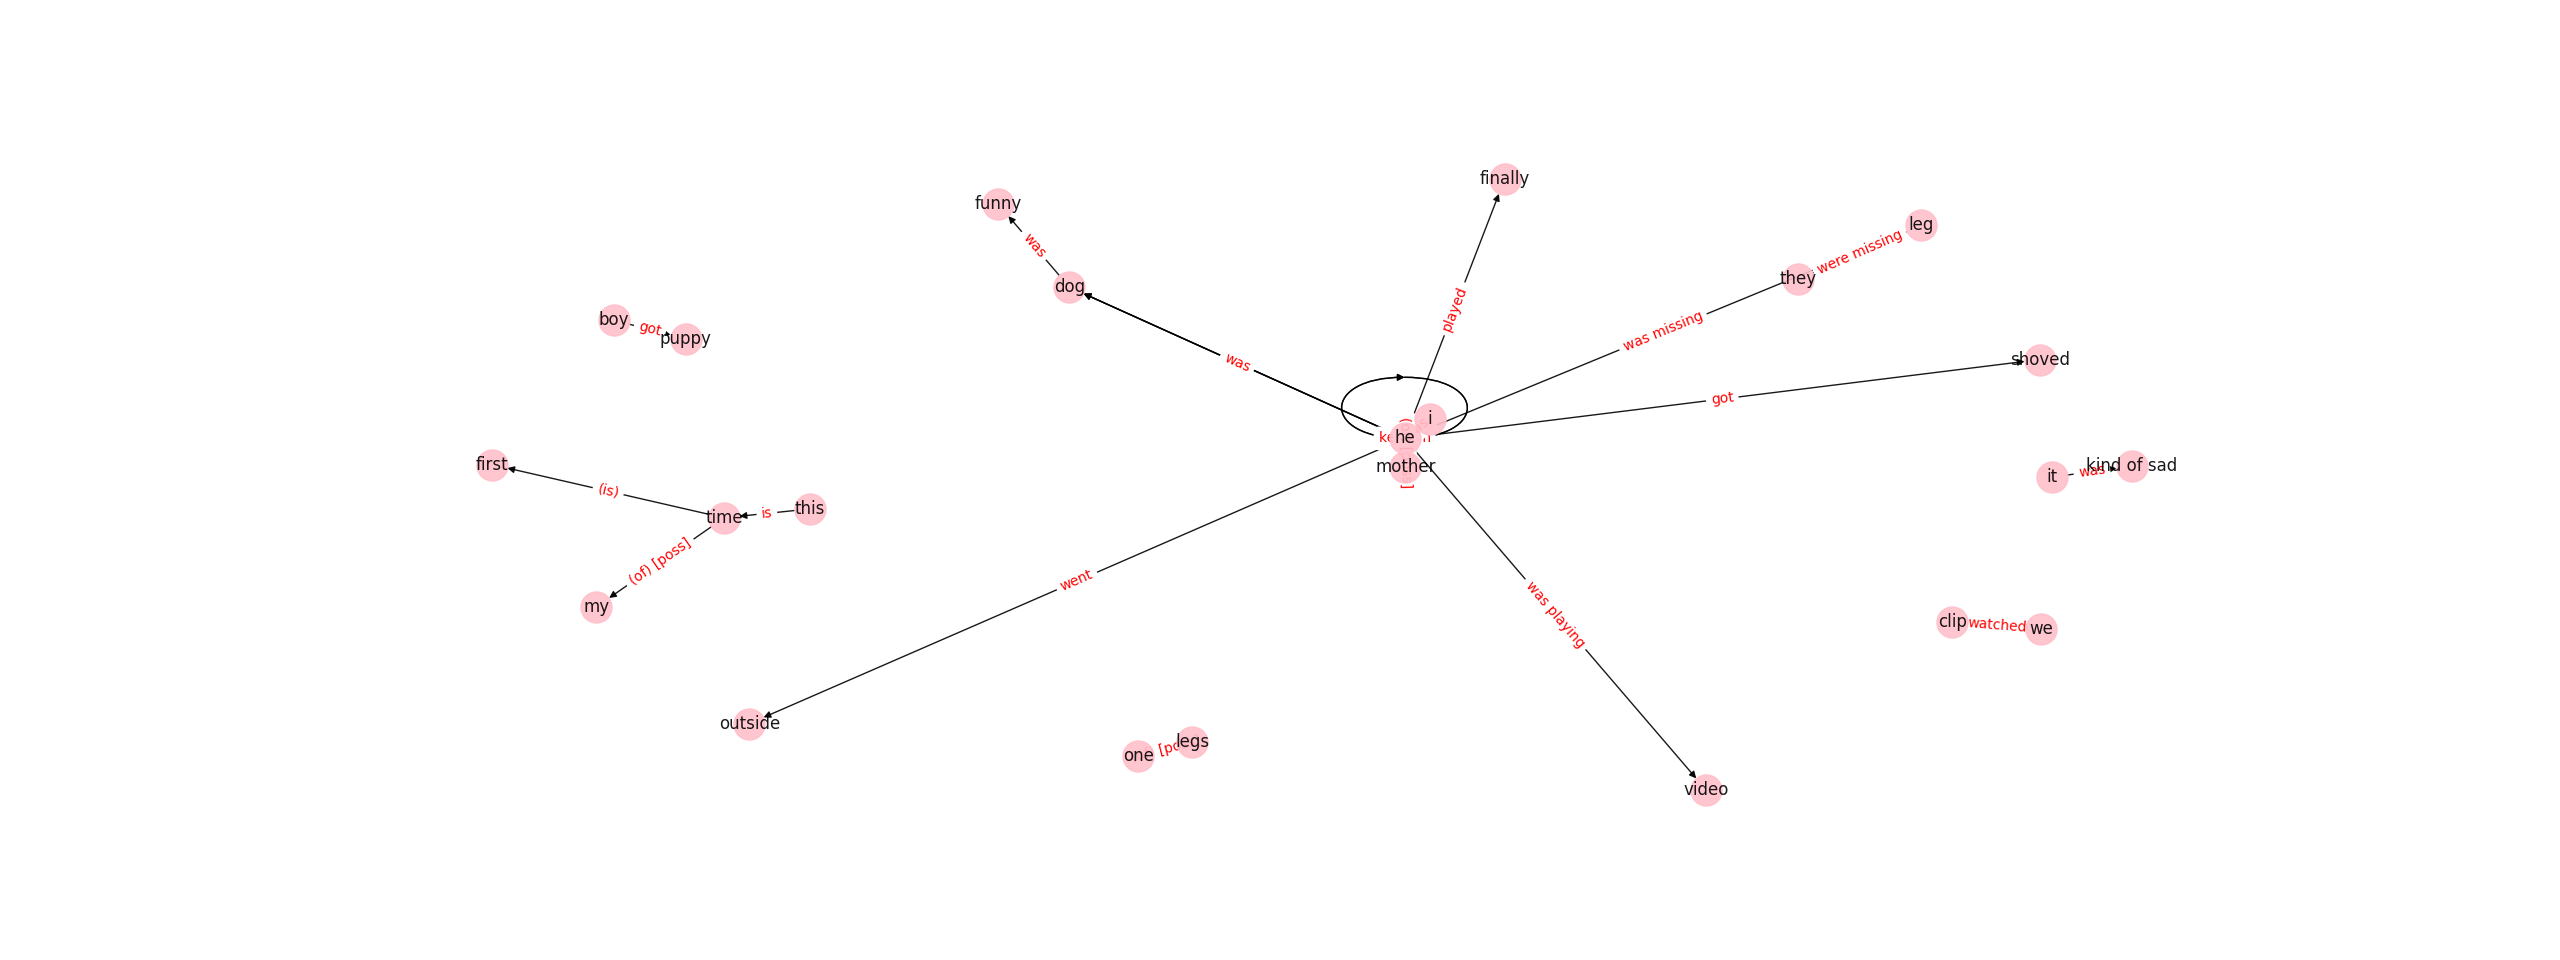 finally
funny
leg
was
were missing
dog
they
played
boy
got
puppy
was missing
shoved
was
got
i
he
mother
first
(is)
time
is
this
it
was
kind of sad
(of) [poss]
my
went
was playing
clip
watched
we
outside
one
legs
video